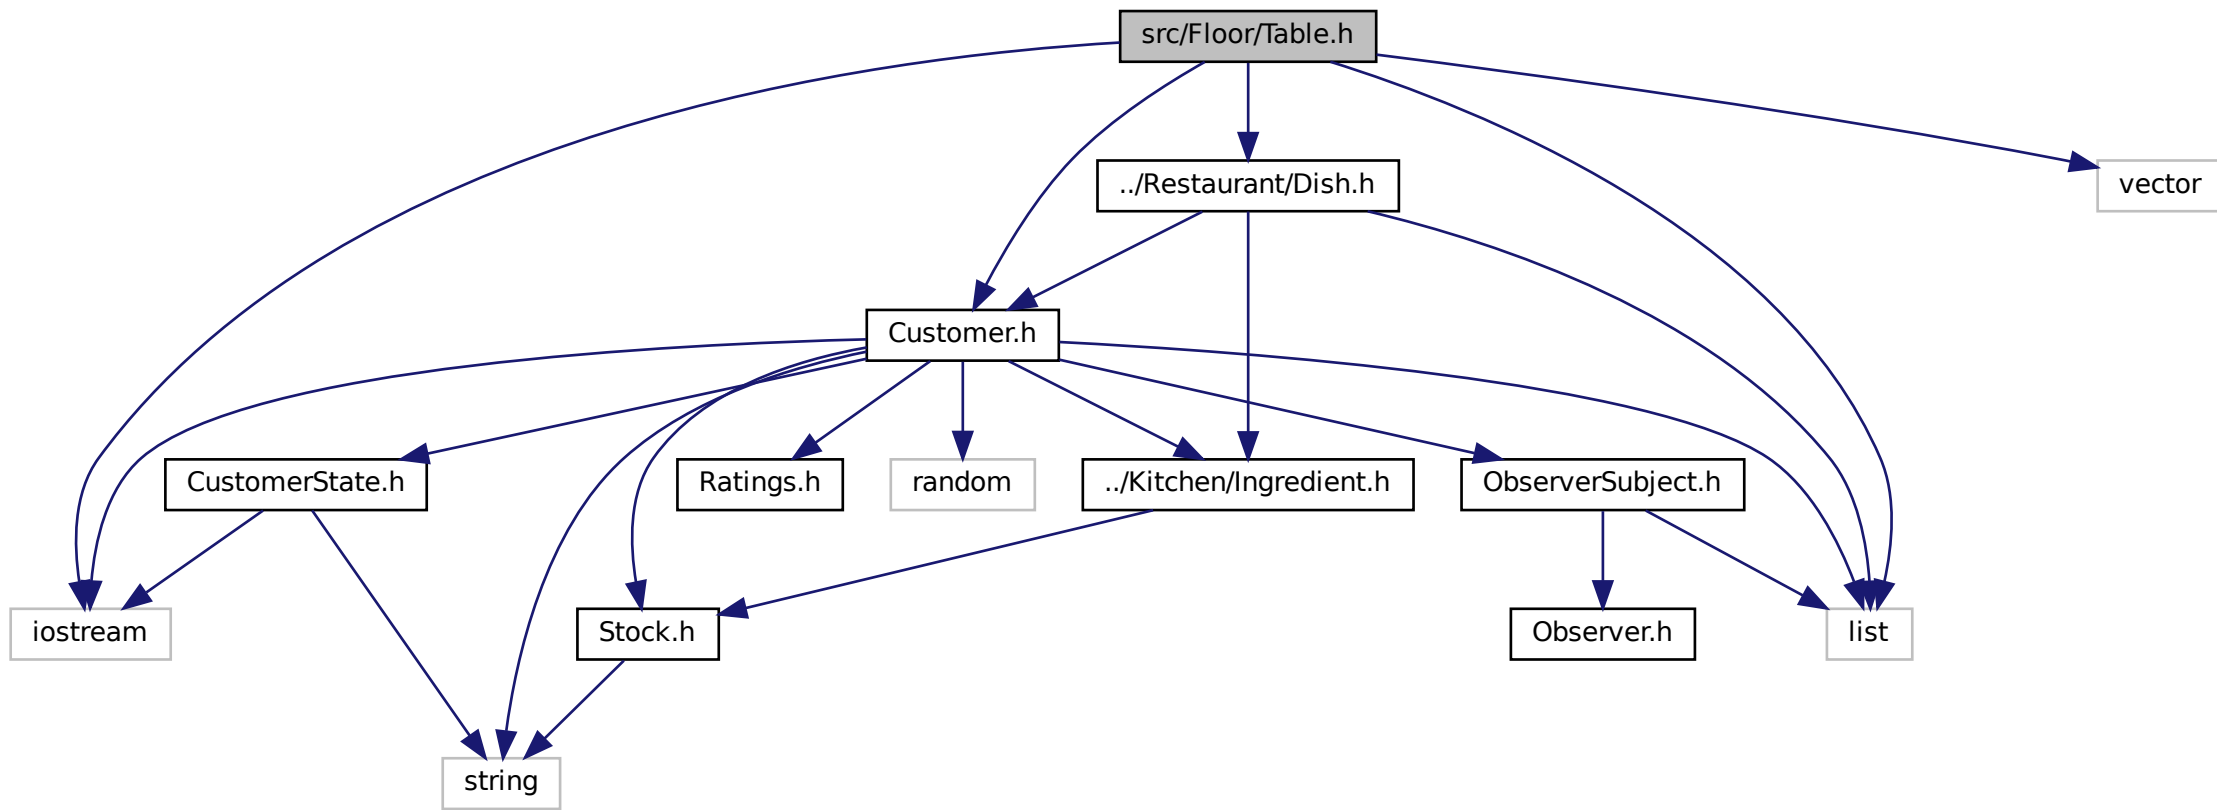 src/Floor/Table.h
../Restaurant/Dish.h
vector
Customer.h
CustomerState.h
Ratings.h
random
../Kitchen/Ingredient.h
ObserverSubject.h
iostream
Stock.h
Observer.h
list
string